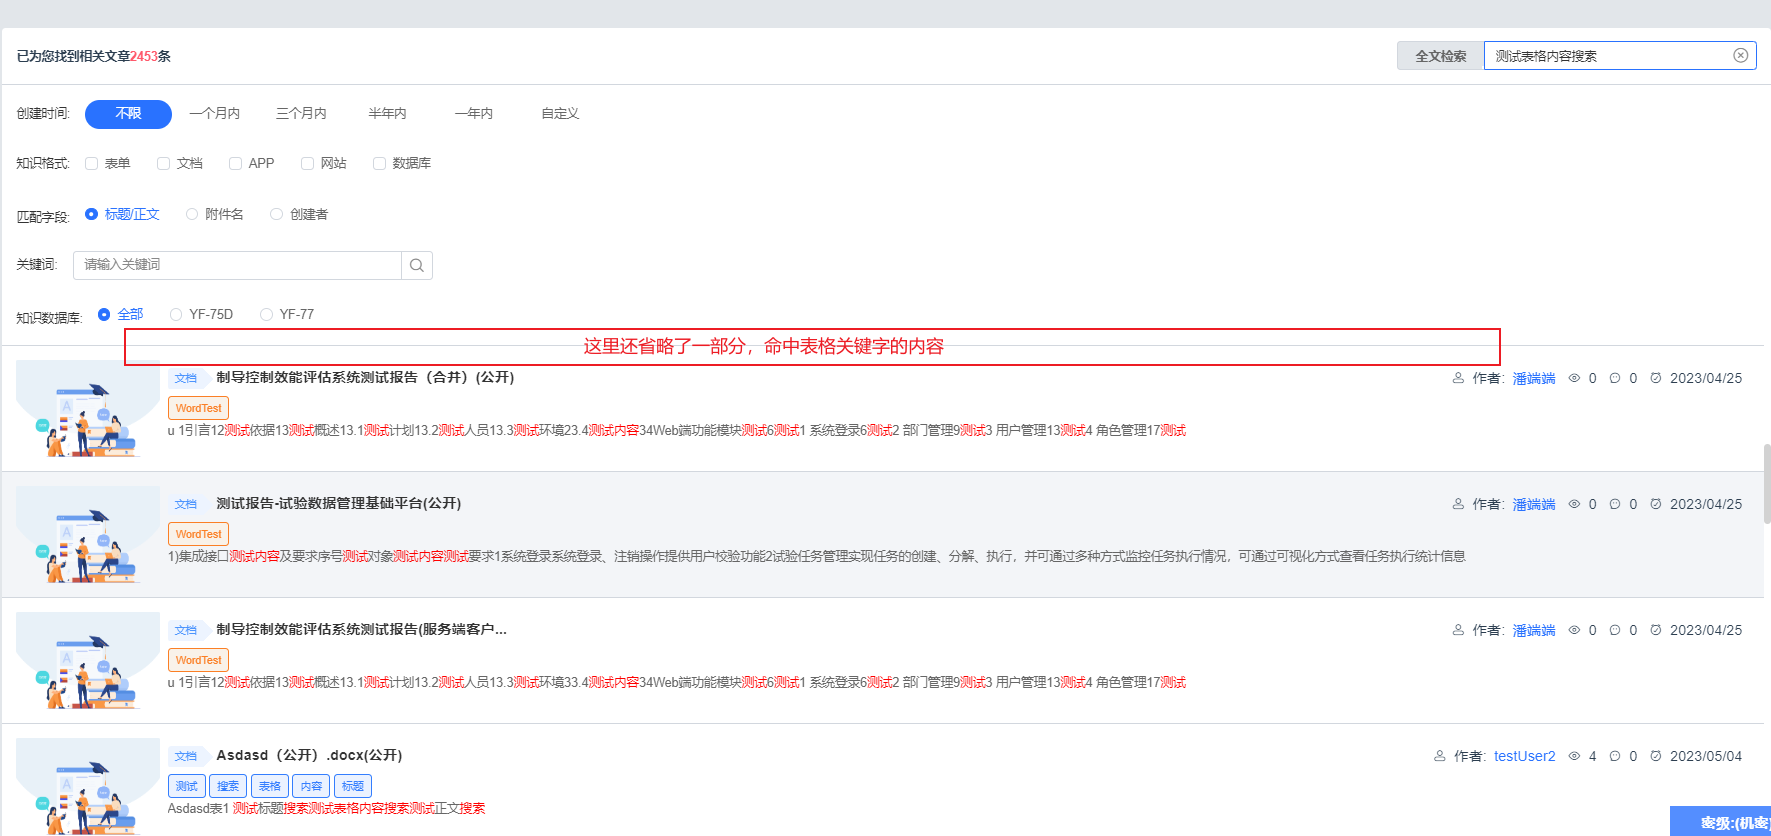 已为您找到相关文章2453条
全文检索 测试表格内容搜索
创建时间: 不限 一个月内 三个月内 半年内 一年内 自定义
知识格式: 表单 文档 APP 网站 数据库
匹配字段: 标题/正文 附件名 创建者
关键词: 请输入关键词
知识数据库: 全部 YF-75D YF-77
这里还省略了一部分，命中表格关键字的内容
文档 制导控制效能评估系统测试报告（合并）(公开) 作者: 潘端端 0 0 2023/04/25
WordTest
u 1引言12测试依据13测试概述13.1测试计划13.2测试人员13.3测试环境23.4测试内容34Web端功能模块测试6测试1 系统登录6测试2 部门管理9测试3 用户管理13测试4 角色管理17测试
文档 测试报告-试验数据管理基础平台(公开) 作者: 潘端端 0 0 2023/04/25
WordTest
1)集成接口测试内容及要求序号测试对象测试内容测试要求1系统登录系统登录、注销操作提供用户校验功能2试验任务管理实现任务的创建、分解、执行，并可通过多种方式监控任务执行情况，可通过可视化方式查看任务执行统计信息
文档 制导控制效能评估系统测试报告(服务端客户... 作者: 潘端端 0 0 2023/04/25
WordTest
u 1引言12测试依据13测试概述13.1测试计划13.2测试人员13.3测试环境33.4测试内容34Web端功能模块测试6测试1 系统登录6测试2 部门管理9测试3 用户管理13测试4 角色管理17测试
文档 Asdasd（公开）.docx(公开) 作者: testUser2 4 0 2023/05/04
测试 搜索 表格 内容 标题
Asdasd表1 测试标题搜索测试表格内容搜索测试正文搜索
密级:(机密)